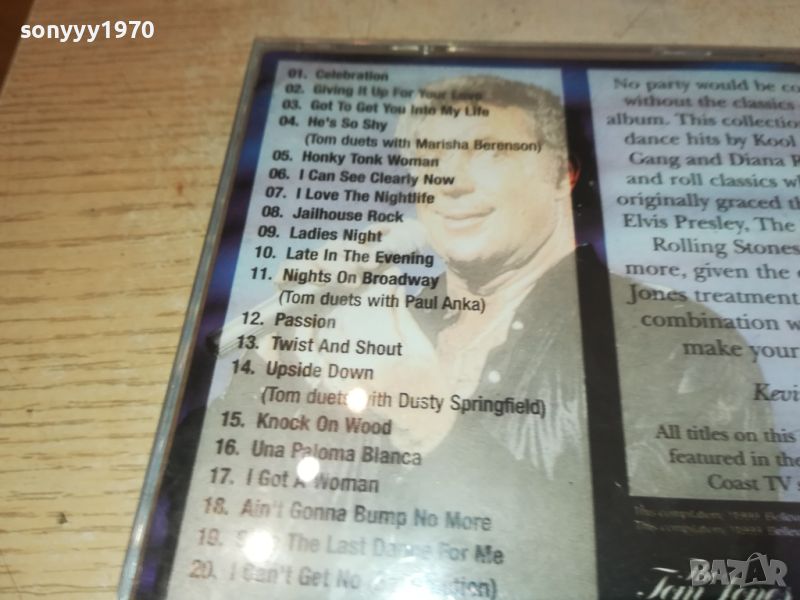 sonyyy1970
01. Celebration
02. Giving It Up For Your Love
03. Got To Get You Into My Life
04. He's So Shy
(Tom duets with Marisha Berenson)
05. Honky Tonk Woman
06. I Can See Clearly Now
07. I Love The Nightlife
08. Jailhouse Rock
09. Ladies Night
10. Late In The Evening
11. Nights On Broadway
(Tom duets with Paul Anka)
12. Passion
13. Twist And Shout
14. Upside Down
(Tom duets with Dusty Springfield)
15. Knock On Wood
16. Una Paloma Blanca
17. I Got A Woman
18. Ain't Gonna Bump No More
19. The Last Dance For Me
20. I Can't Get No
No party would be
without the classics
album. This
dance hits by Kool
Gang and Diana
and roll classics
originally graced
Elvis Presley, The
Rolling Stones
more, given the
Jones treatment.
combination
make your
All titles on this
featured in the
Coast TV
This compilation
This compilation
Tom Jones
BAZAR